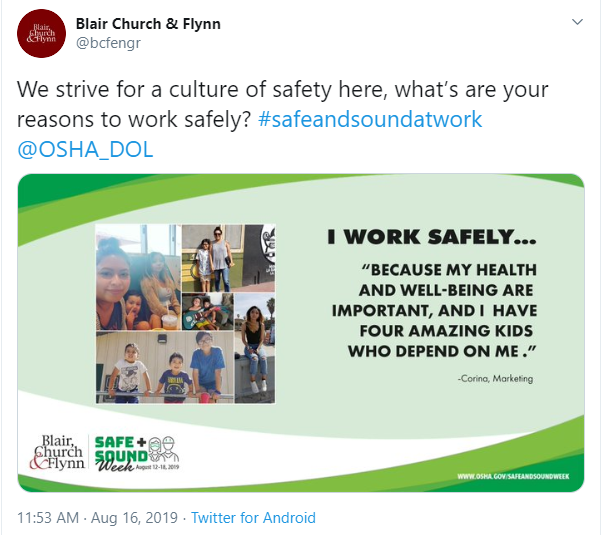 Blair,
Church
& Flynn
Blair Church & Flynn
@bcfengr
We strive for a culture of safety here, what's are your
reasons to work safely? #safeandsoundatwork
@OSHA_DOL
I WORK SAFELY...
“BECAUSE MY HEALTH
AND WELL-BEING ARE
IMPORTANT, AND I HAVE
FOUR AMAZING KIDS
WHO DEPEND ON ME.”
-Corina, Marketing
Blair,
Church
&Flynn
SAFE +
SOUND
Week August 12-18, 2019
WWW.OSHA.GOV/SAFEANDSOUNDWEEK
11:53 AM · Aug 16, 2019 · Twitter for Android